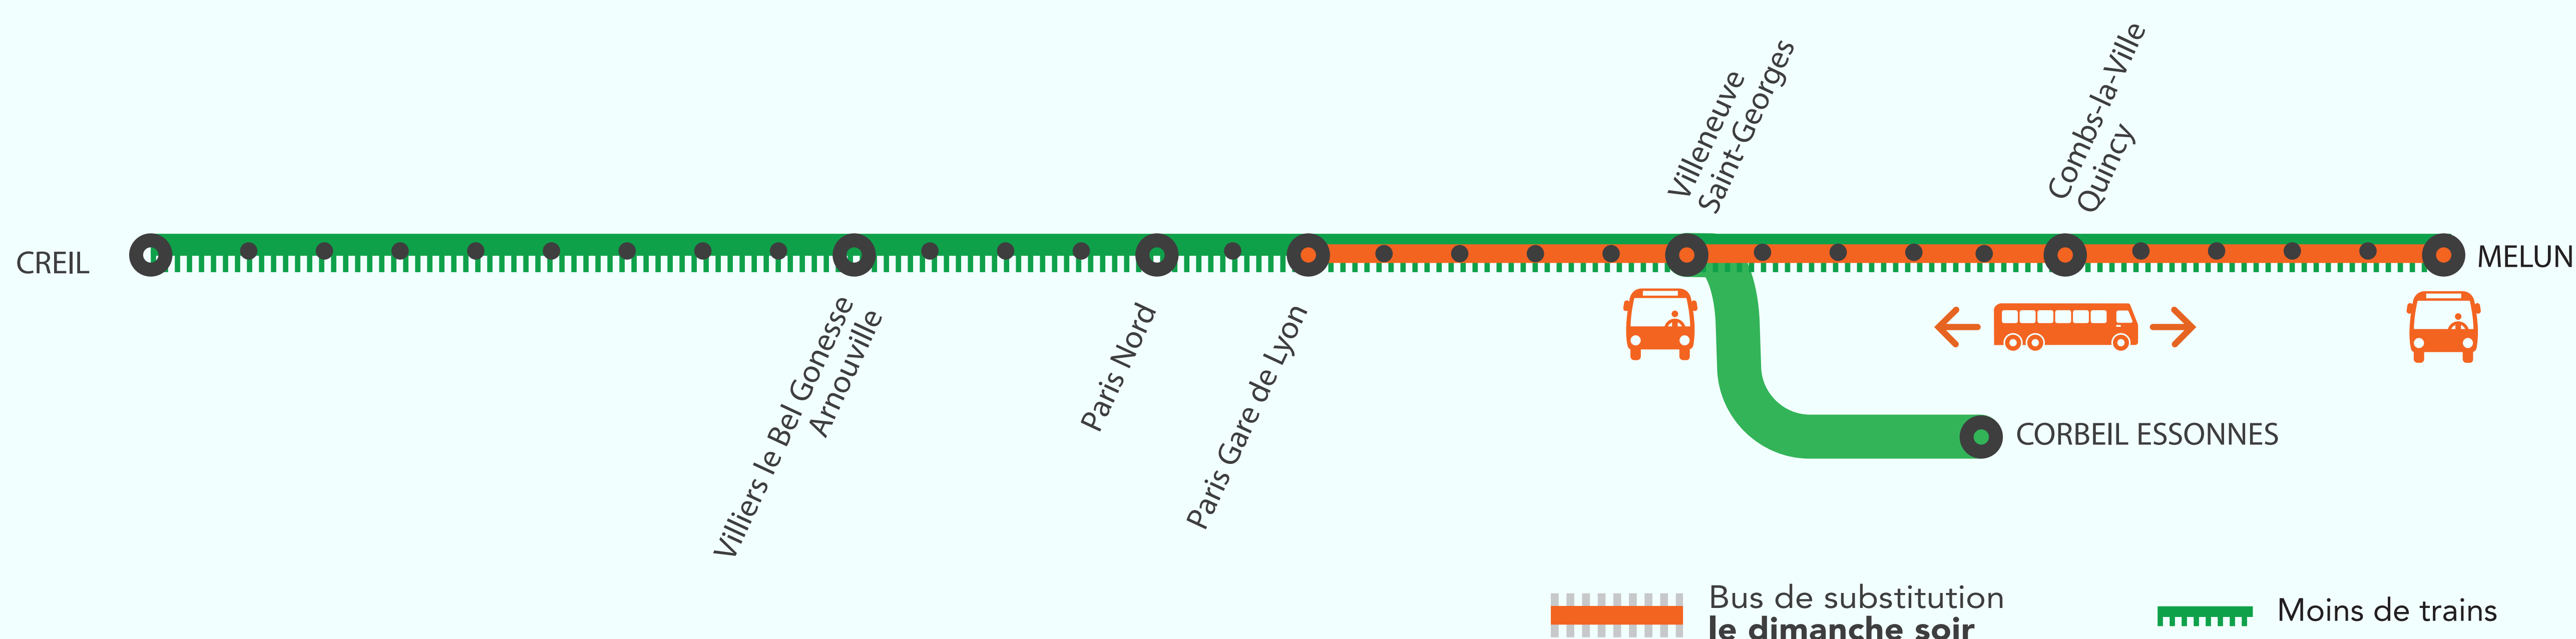 Villeneuve
Saint-Georges
Combs-la-Ville
Quincy
CREIL
MELUN
Villiers le Bel Gonesse
Arnouville
Paris Nord
Paris Gare de Lyon
CORBEIL ESSONNES
Bus de substitution
le dimanche soir
Moins de trains